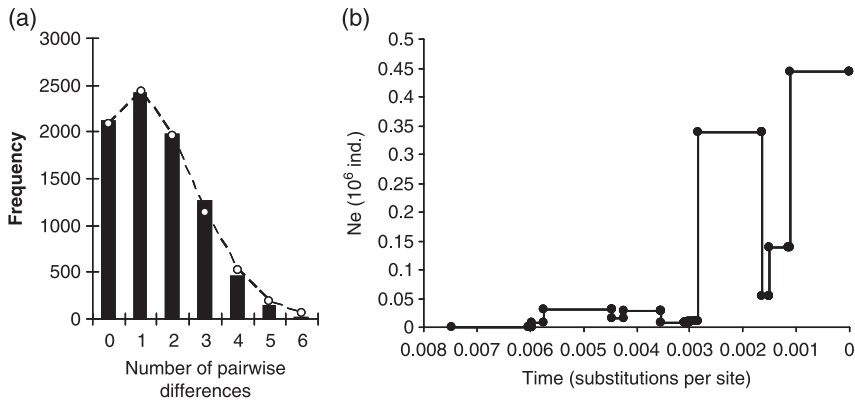 (a)
3000
2500
2000
1500
1000
500
0
Frequency
0 1 2 3 4 5 6
Number of pairwise
differences
(b)
0.5
0.45
0.4
0.35
0.3
0.25
0.2
0.15
0.1
0.05
0
Ne (10⁶ ind.)
0.008 0.007 0.006 0.005 0.004 0.003 0.002 0.001 0
Time (substitutions per site)